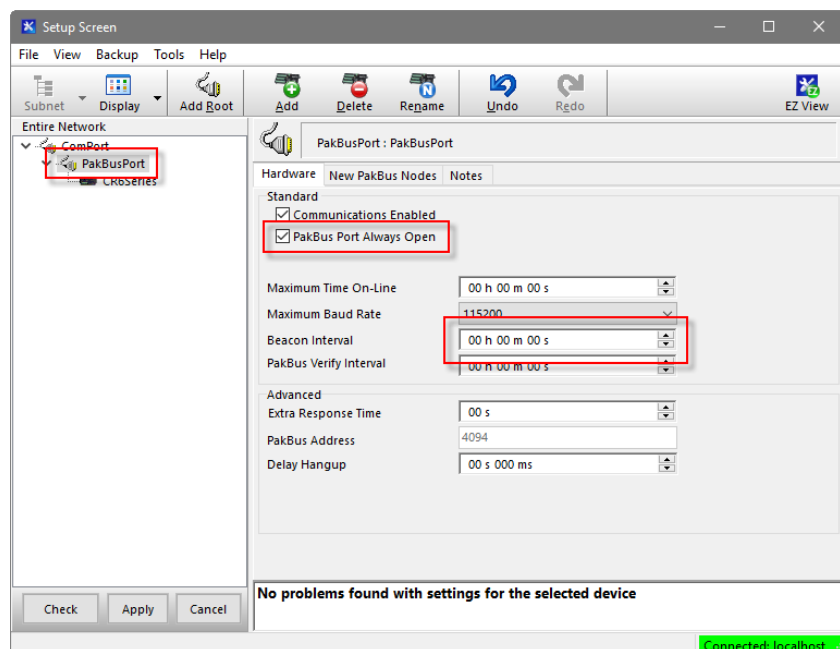 Setup Screen
File View Backup Tools Help
Subnet Display Add Root Add Delete Rename Undo Redo EZ View
Entire Network
ComPort
PakBusPort
CR6Series
PakBusPort : PakBusPort
Hardware New PakBus Nodes Notes
Standard
Communications Enabled
PakBus Port Always Open
Maximum Time On-Line 00 h 00 m 00 s
Maximum Baud Rate 115200
Beacon Interval 00 h 00 m 00 s
PakBus Verify Interval 00 h 00 m 00 s
Advanced
Extra Response Time 00 s
PakBus Address 4094
Delay Hangup 00 s 000 ms
No problems found with settings for the selected device
Check Apply Cancel
Connected: localhost